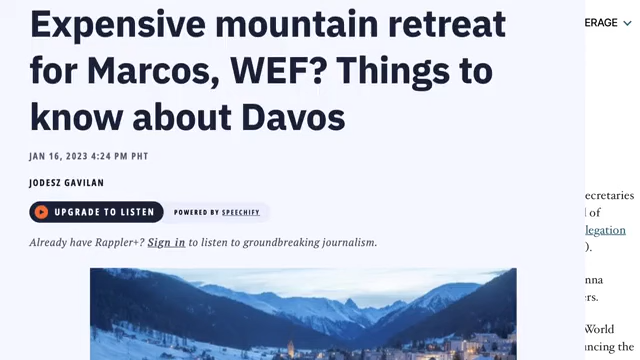 Expensive mountain retreat
for Marcos, WEF? Things to
know about Davos
JAN 16, 2023 4:24 PM PHT
JODESZ GAVILAN
UPGRADE TO LISTEN
POWERED BY SPEECHIFY
Already have Rappler+? Sign in to listen to groundbreaking journalism.
ERAGE
ecretaries
l of
legation
).
nna
rs.
World
ncing the